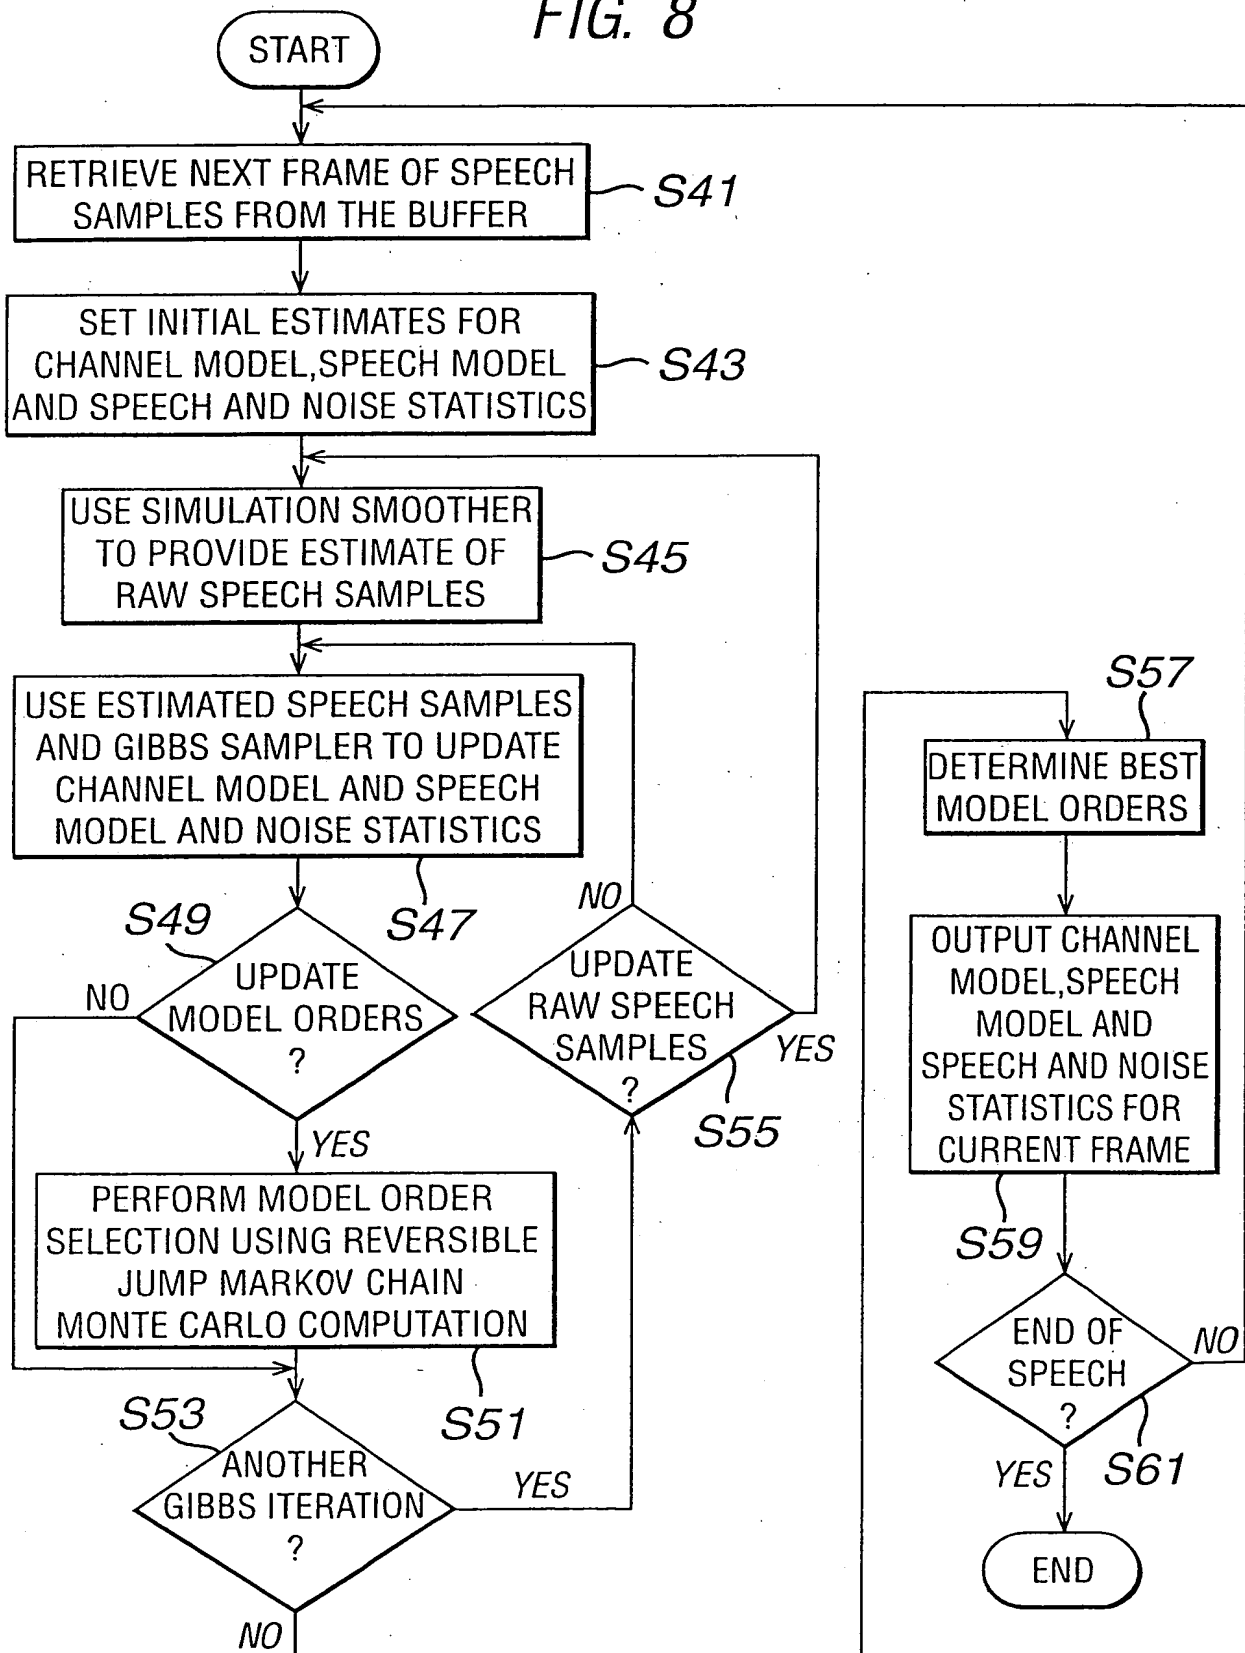 FIG. 8
START
RETRIEVE NEXT FRAME OF SPEECH
SAMPLES FROM THE BUFFER
S41
SET INITIAL ESTIMATES FOR
CHANNEL MODEL,SPEECH MODEL
AND SPEECH AND NOISE STATISTICS
S43
USE SIMULATION SMOOTHER
TO PROVIDE ESTIMATE OF
RAW SPEECH SAMPLES
S45
USE ESTIMATED SPEECH SAMPLES
AND GIBBS SAMPLER TO UPDATE
CHANNEL MODEL AND SPEECH
MODEL AND NOISE STATISTICS
S47
S49
UPDATE
MODEL ORDERS
?
NO
YES
PERFORM MODEL ORDER
SELECTION USING REVERSIBLE
JUMP MARKOV CHAIN
MONTE CARLO COMPUTATION
S51
S53
ANOTHER
GIBBS ITERATION
?
YES
NO
NO
UPDATE
RAW SPEECH
SAMPLES
?
YES
S55
S57
DETERMINE BEST
MODEL ORDERS
OUTPUT CHANNEL
MODEL,SPEECH
MODEL AND
SPEECH AND NOISE
STATISTICS FOR
CURRENT FRAME
S59
END OF
SPEECH
?
NO
YES
S61
END